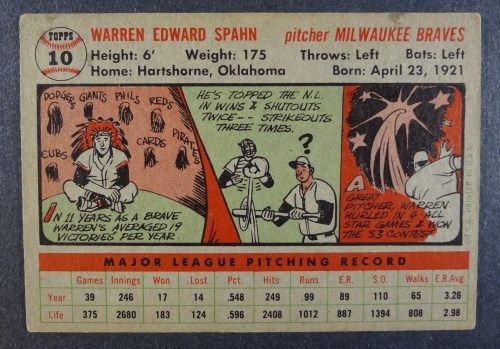 TOPPS
10
WARREN EDWARD SPAHN pitcher MILWAUKEE BRAVES
Height: 6' Weight: 175 Throws: Left Bats: Left
Home: Hartshorne, Oklahoma Born: April 23, 1921
DODGERS GIANTS PHILS REDS
CUBS CARDS PIRATES
IN 11 YEARS AS A BRAVE
WARREN'S AVERAGED 19
VICTORIES PER YEAR.
HE'S TOPPED THE N.L.
IN WINS & SHUTOUTS
TWICE-- STRIKEOUTS
THREE TIMES.
?
A GREAT
PITCHER, WARREN
HURLED IN 4 ALL
STAR GAMES & WON
THE '53 CONTEST.
MAJOR LEAGUE PITCHING RECORD
Games Innings Won Lost Pct. Hits Runs E.R. S.O. Walks E.R.Avg.
Year 39 246 17 14 .548 249 .99 89 110 65 3.26
Life 375 2680 183 124 .596 2408 1012 887 1394 808 2.98